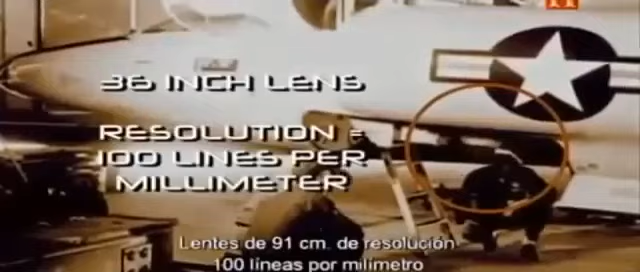 36 INCH LENS
RESOLUTION =
100 LINES PER
MILLIMETER
Lentes de 91 cm. de resolución
100 líneas por milímetro